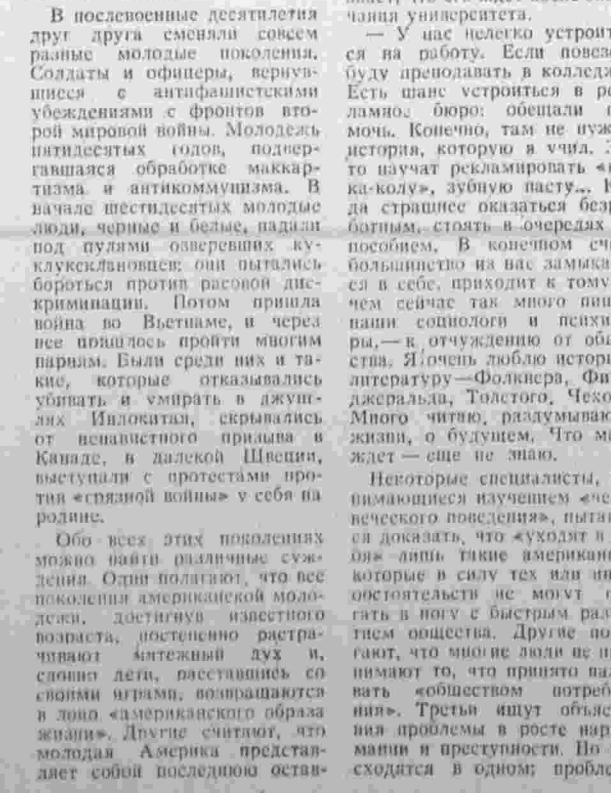 В послевоенные десятилетия
друг друга сменяли совсем
разные молодые поколения.
Солдаты и офицеры, вернув-
шиеся с антифашистскими
убеждениями с фронтов вто-
рой мировой войны. Молодежь
пятидесятых годов, подвер-
гавшаяся обработке маккар-
тизма и антикоммунизма. В
начале шестидесятых молодые
люди, черные и белые, падали
под пулями озверевших ку-
клуксклановцев: они пытались
бороться против расовой дис-
криминации. Потом пришла
война во Вьетнаме, и через
нее пришлось пройти многим
парням. Были среди них и та-
кие, которые отказывались
убивать и умирать в джунг-
лях Индокитая, скрывались
от ненавистного призыва в
Канаде, в далекой Швеции,
выступали с протестами про-
тив «грязной войны» у себя на
родине.
Обо всех этих поколениях
можно найти различные суж-
дения. Одни полагают, что все
поколения американской моло-
дежи, достигнув известного
возраста, постепенно растра-
чивают мятежный дух и,
словно дети, расставшись со
своими играми, возвращаются
в лоно «американского образа
жизни». Другие считают, что
молодая Америка представ-
ляет собой последнюю остав-
чания университета.
— У нас нелегко устроит
ся на работу. Если повез
буду преподавать в коллед
Есть шанс устроиться в ре
ламное бюро: обещали
мочь. Конечно, там не нуж
история, которую я учил.
то научат рекламировать «
ка-колу», зубную пасту...
да страшнее оказаться без
ботным, стоять в очередях
пособием. В конечном сч
большинство из нас замыка
ся в себе, приходит к тому
чем сейчас так много пиш
наши социологи и психи
ры,— к отчуждению от об
ства. Я очень люблю истори
литературу—Фолкнера, Фи
джеральда, Толстого, Чехо
Много читаю, раздумываю
жизни, о будущем. Что м
ждет — еще не знаю.
Некоторые специалисты,
нимающиеся изучением «че
веческого поведения», пыта
ся доказать, что «уходят в
бя» лишь такие американ
которые в силу тех или ин
обстоятельств не могут
гать в ногу с быстрым раз
тием общества. Другие по
гают, что многие люди не п
нимают то, что принято на
вать «обществом потреб
ния». Третьи ищут объяс
ния проблемы в росте нар
мании и преступности. Но
сходятся в одном: пробле